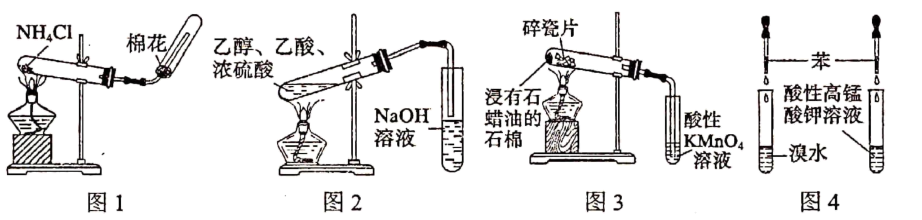 NH₄Cl
棉花
图1
乙醇、乙酸、
浓硫酸
NaOH
溶液
图2
碎瓷片
浸有石
蜡油的
石棉
酸性
KMnO₄
溶液
图3
苯
酸性高锰
酸钾溶液
溴水
图4